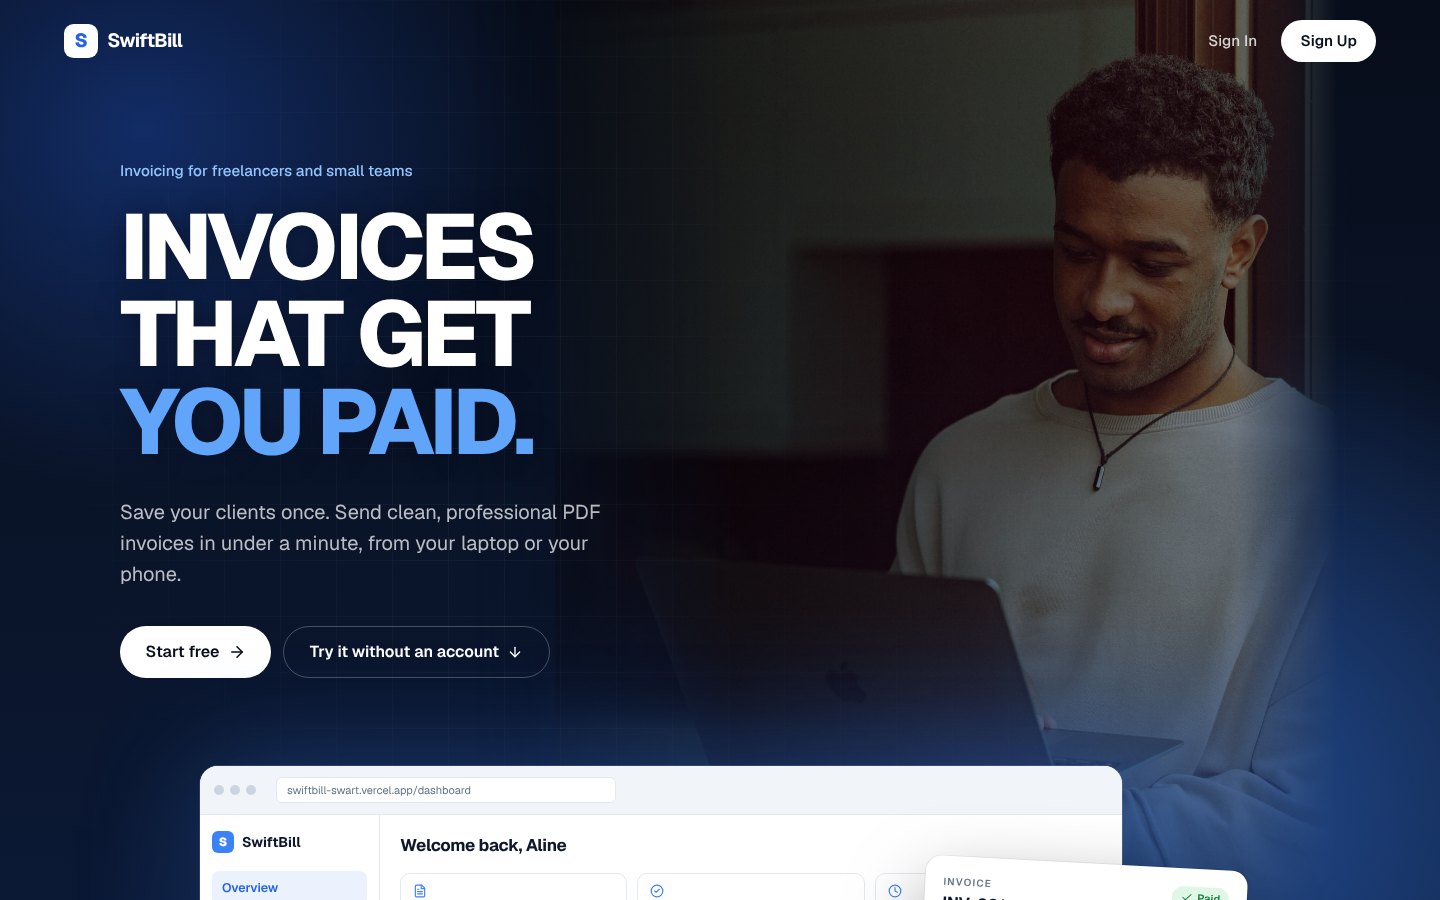 S SwiftBill
Sign In
Sign Up
Invoicing for freelancers and small teams
INVOICES
THAT GET
YOU PAID.
Save your clients once. Send clean, professional PDF
invoices in under a minute, from your laptop or your
phone.
Start free
Try it without an account
swiftbill-swart.vercel.app/dashboard
S SwiftBill
Welcome back, Aline
Overview
INVOICE
Paid